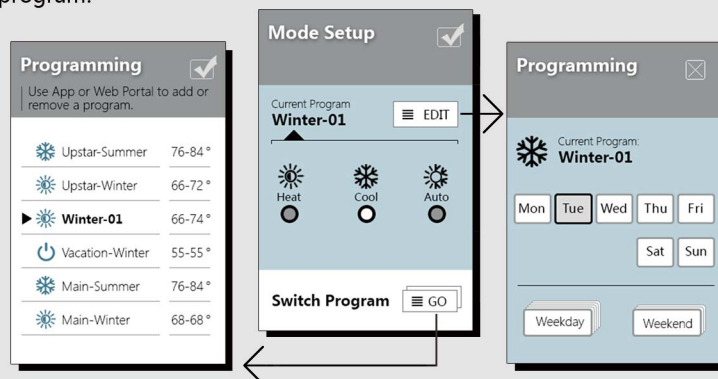 program.
Programming
Use App or Web Portal to add or
remove a program.
Upstar-Summer 76-84°
Upstar-Winter 66-72°
Winter-01 66-74°
Vacation-Winter 55-55°
Main-Summer 76-84°
Main-Winter 68-68°
Mode Setup
Current Program
Winter-01
EDIT
Heat Cool Auto
Switch Program GO
Programming
Current Program:
Winter-01
Mon Tue Wed Thu Fri
Sat Sun
Weekday Weekend